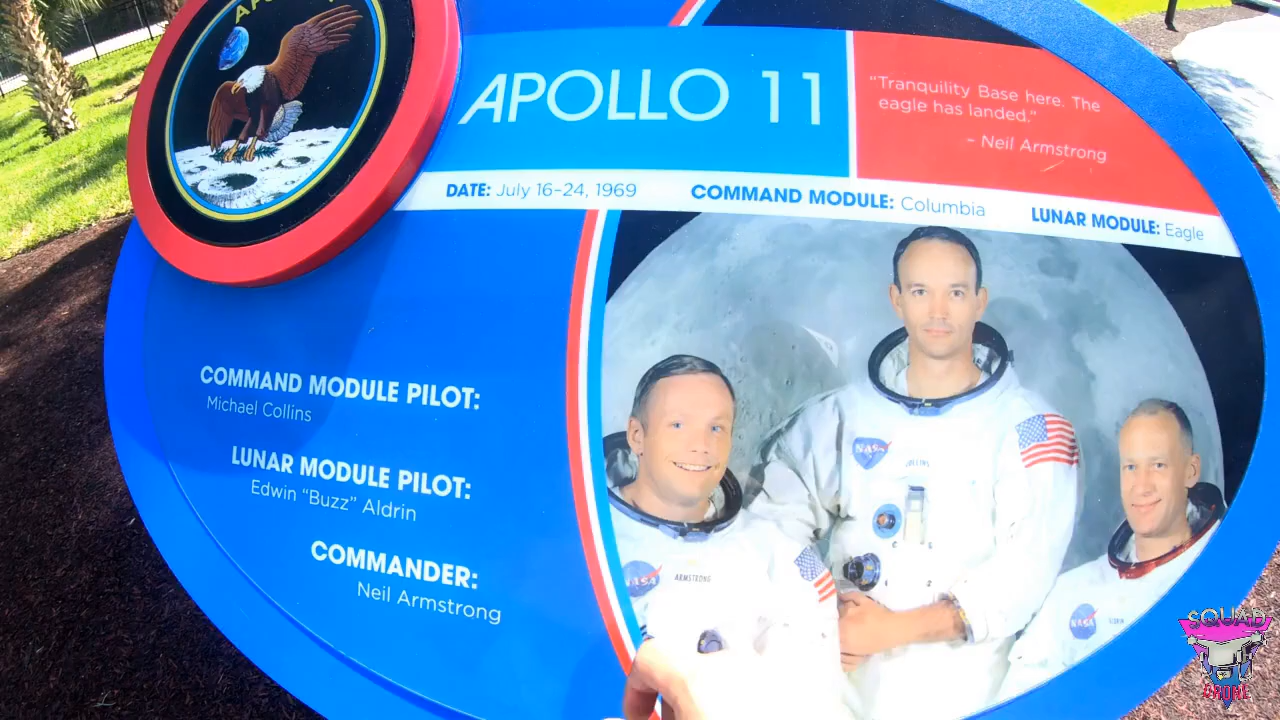 APOLLO 11
“Tranquility Base here. The
eagle has landed.”
– Neil Armstrong
DATE: July 16–24, 1969
COMMAND MODULE: Columbia
LUNAR MODULE: Eagle
COMMAND MODULE PILOT:
Michael Collins
LUNAR MODULE PILOT:
Edwin “Buzz” Aldrin
COMMANDER:
Neil Armstrong
NASA
COLLINS
NASA
ARMSTRONG
NASA
ALDRIN
SQUAD
DRONE